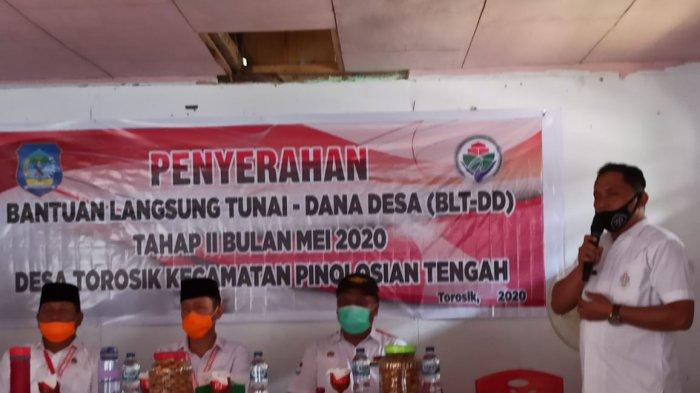 PENYERAHAN
BANTUAN LANGSUNG TUNAI - DANA DESA (BLT-DD)
TAHAP II BULAN MEI 2020
DESA TOROSIK KECAMATAN PINOLOSIAN TENGAH
Torosik, 2020